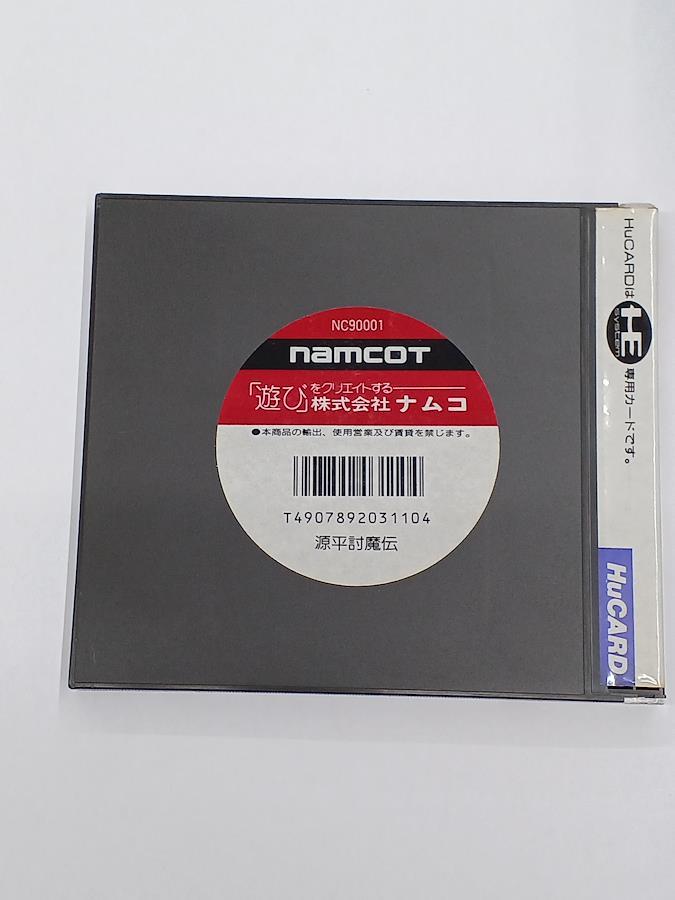 NC90001
namcoT
「遊び」をクリエイトする
株式会社 ナムコ
●本商品の輸出、使用営業及び賃貸を禁じます。
T4907892031104
源平討魔伝
HuCARDは HE SYSTEM 専用カードです。
HuCARD